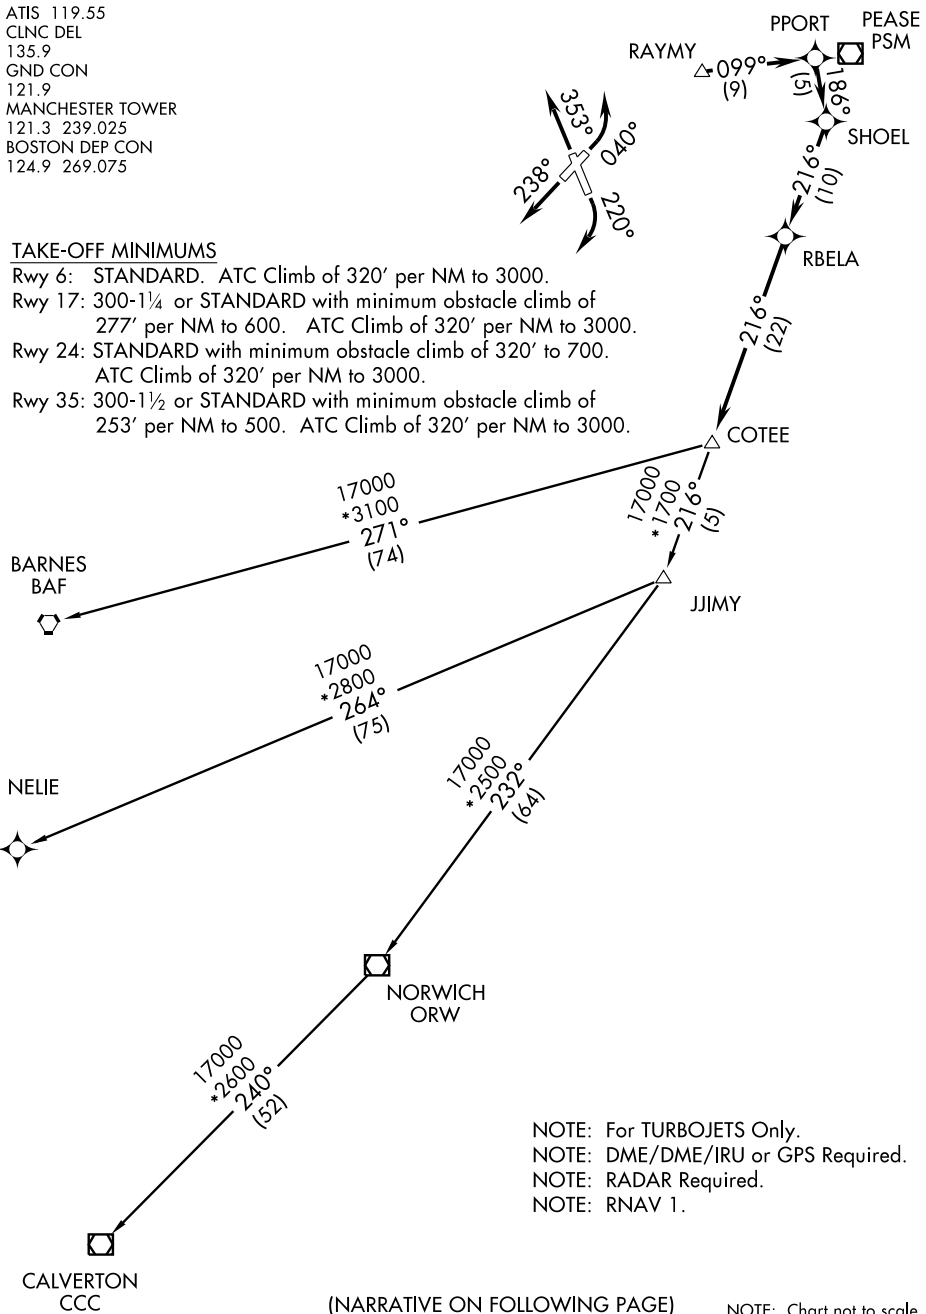 ATIS 119.55
CLNC DEL
135.9
GND CON
121.9
MANCHESTER TOWER
121.3 239.025
BOSTON DEP CON
124.9 269.075
PPORT
PEASE
PSM
RAYMY
099°
(9)
(5)
186°
SHOEL
353°
040°
238°
220°
216°
(10)
RBELA
TAKE-OFF MINIMUMS
Rwy 6: STANDARD. ATC Climb of 320' per NM to 3000.
Rwy 17: 300-1¼ or STANDARD with minimum obstacle climb of
277' per NM to 600. ATC Climb of 320' per NM to 3000.
Rwy 24: STANDARD with minimum obstacle climb of 320' to 700.
ATC Climb of 320' per NM to 3000.
Rwy 35: 300-1½ or STANDARD with minimum obstacle climb of
253' per NM to 500. ATC Climb of 320' per NM to 3000.
216°
(22)
COTEE
17000
*3100
271°
(74)
17000
*1700
216°
(5)
BARNES
BAF
JJIMY
17000
*2800
264°
(75)
NELIE
17000
*2500
232°
(64)
NORWICH
ORW
17000
*2600
240°
(52)
NOTE: For TURBOJETS Only.
NOTE: DME/DME/IRU or GPS Required.
NOTE: RADAR Required.
NOTE: RNAV 1.
CALVERTON
CCC
(NARRATIVE ON FOLLOWING PAGE)
NOTE: Chart not to scale